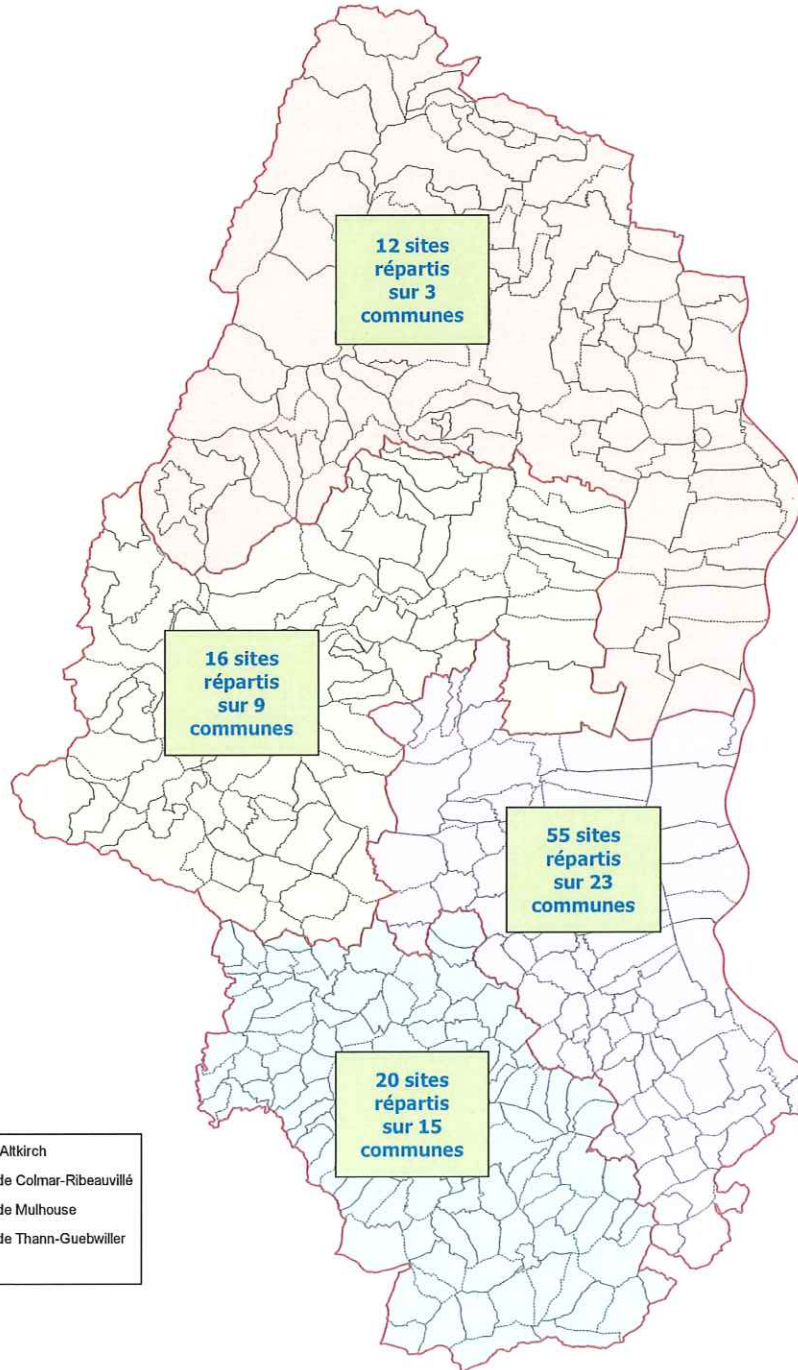 12 sites
répartis
sur 3
communes
16 sites
répartis
sur 9
communes
55 sites
répartis
sur 23
communes
20 sites
répartis
sur 15
communes
Altkirch
de Colmar-Ribeauvillé
de Mulhouse
de Thann-Guebwiller